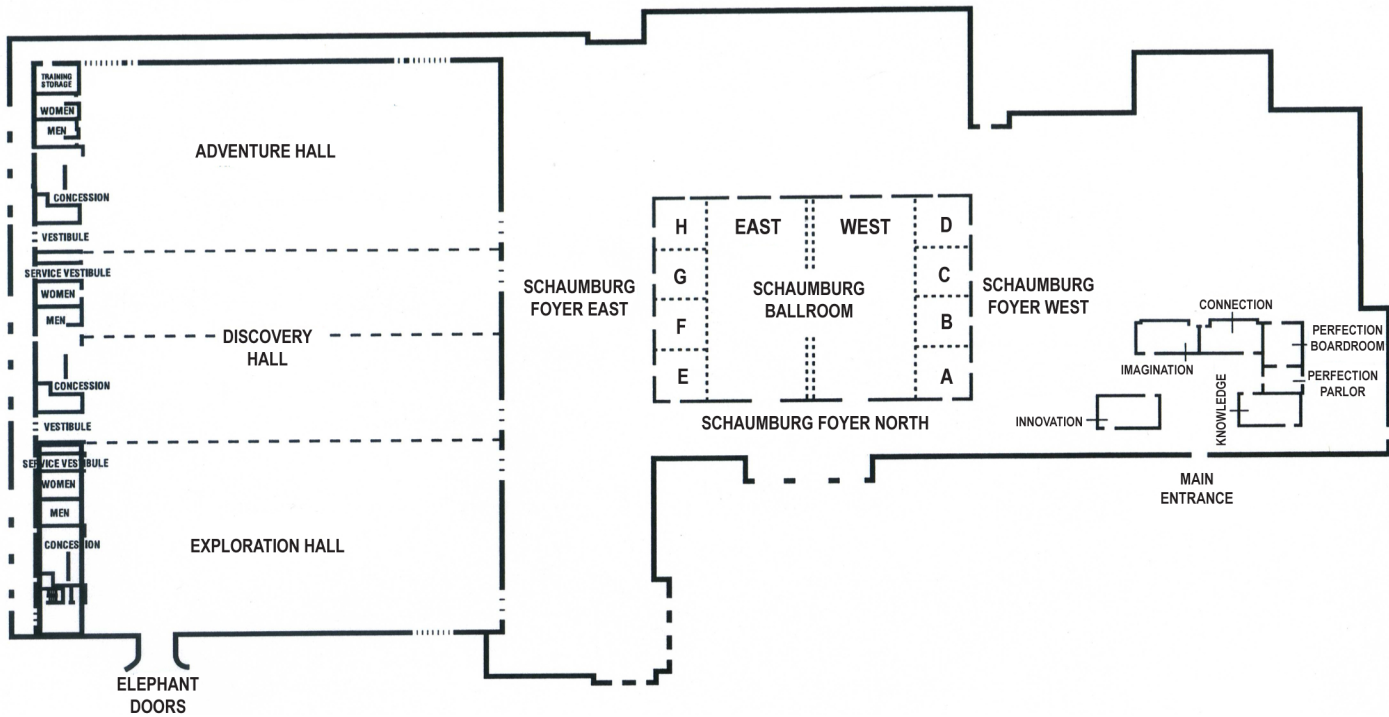 TRAINING
STORAGE
WOMEN
MEN
ADVENTURE HALL
CONCESSION
VESTIBULE
SERVICE VESTIBULE
WOMEN
MEN
DISCOVERY
HALL
CONCESSION
VESTIBULE
SERVICE VESTIBULE
WOMEN
MEN
CONCESSION
EXPLORATION HALL
ELEPHANT
DOORS
SCHAUMBURG
FOYER EAST
H
G
F
E
EAST
WEST
SCHAUMBURG
BALLROOM
D
C
B
A
SCHAUMBURG
FOYER WEST
SCHAUMBURG FOYER NORTH
CONNECTION
PERFECTION
BOARDROOM
IMAGINATION
PERFECTION
PARLOR
INNOVATION
KNOWLEDGE
MAIN
ENTRANCE